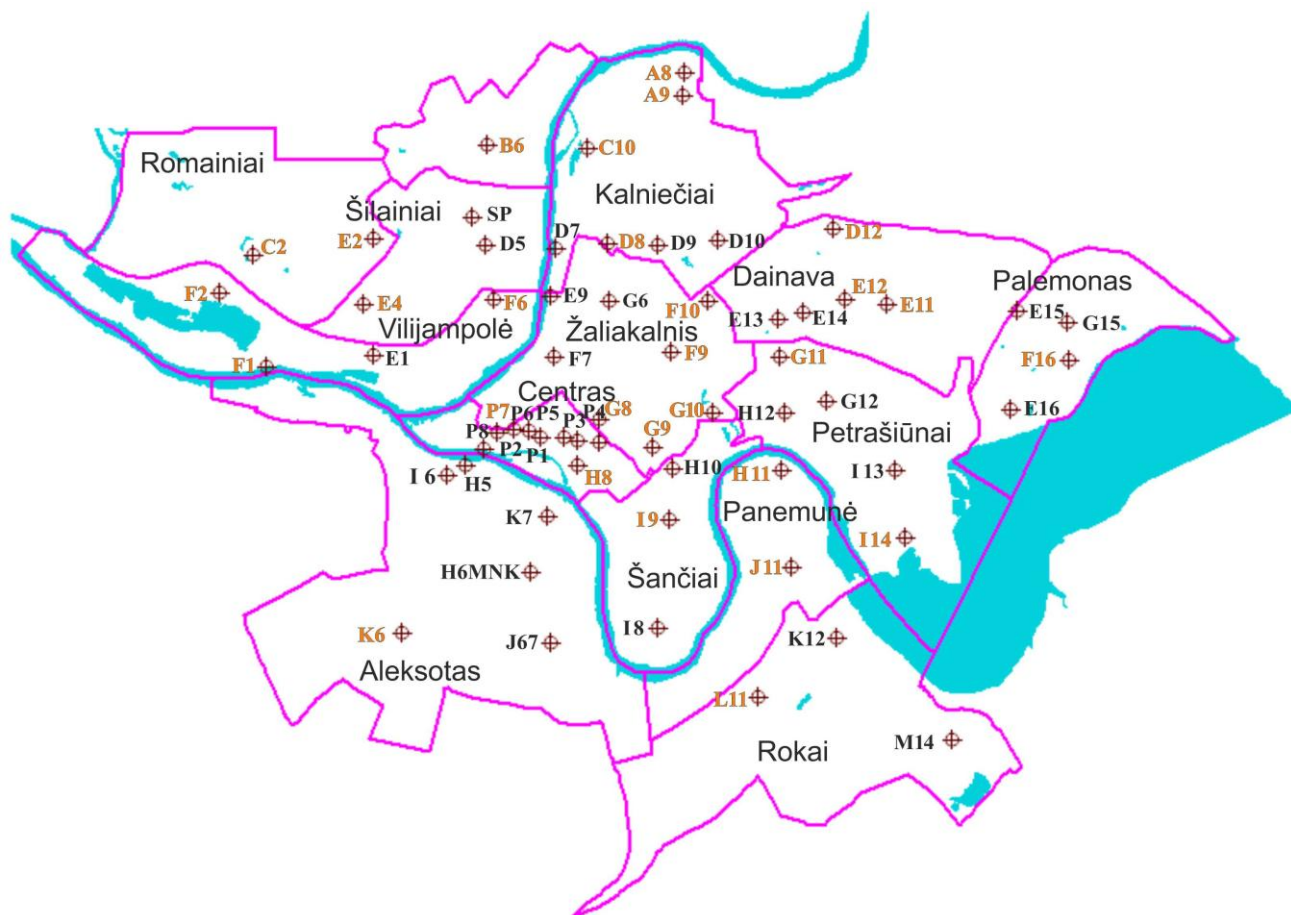 A8
A9
B6
C10
Romainiai
Kalniečiai
Šilainiai
SP
E2
D5
D7
D8
D9
D10
D12
C2
Dainava
Palemonas
F2
E4
F6
E9
G6
F10
E12
E11
E15
G15
Vilijampolė
Žaliakalnis
E13
E14
F1
E1
F7
F9
G11
F16
Centras
P7
P6
P5
P4
G8
G10
H12
G12
E16
P8
P2
P1
P3
G9
Petrašiūnai
I 6
H5
H8
H10
H11
I 13
K7
I9
Panemunė
I14
H6MNK
Šančiai
J11
K6
J67
I8
K12
Aleksotas
L11
Rokai
M14